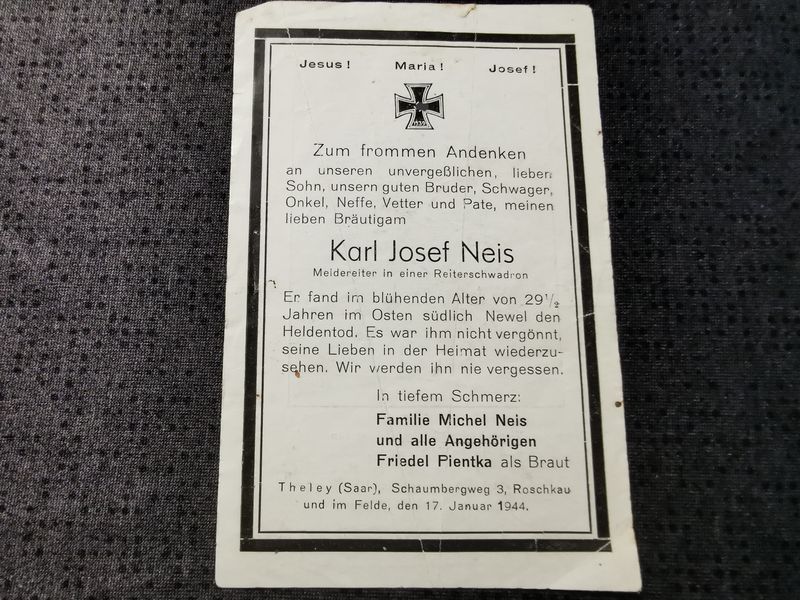 Jesus! Maria! Josef!
Zum frommen Andenken
an unseren unvergeßlichen, lieben
Sohn, unsern guten Bruder, Schwager,
Onkel, Neffe, Vetter und Pate, meinen
lieben Bräutigam
Karl Josef Neis
Meldereiter in einer Reiterschwadron
Er fand im blühenden Alter von 29½
Jahren im Osten südlich Newel den
Heldentod. Es war ihm nicht vergönnt,
seine Lieben in der Heimat wiederzu-
sehen. Wir werden ihn nie vergessen.
In tiefem Schmerz:
Familie Michel Neis
und alle Angehörigen
Friedel Pientka als Braut
Theley (Saar), Schaumbergweg 3, Roschkau
und im Felde, den 17. Januar 1944.